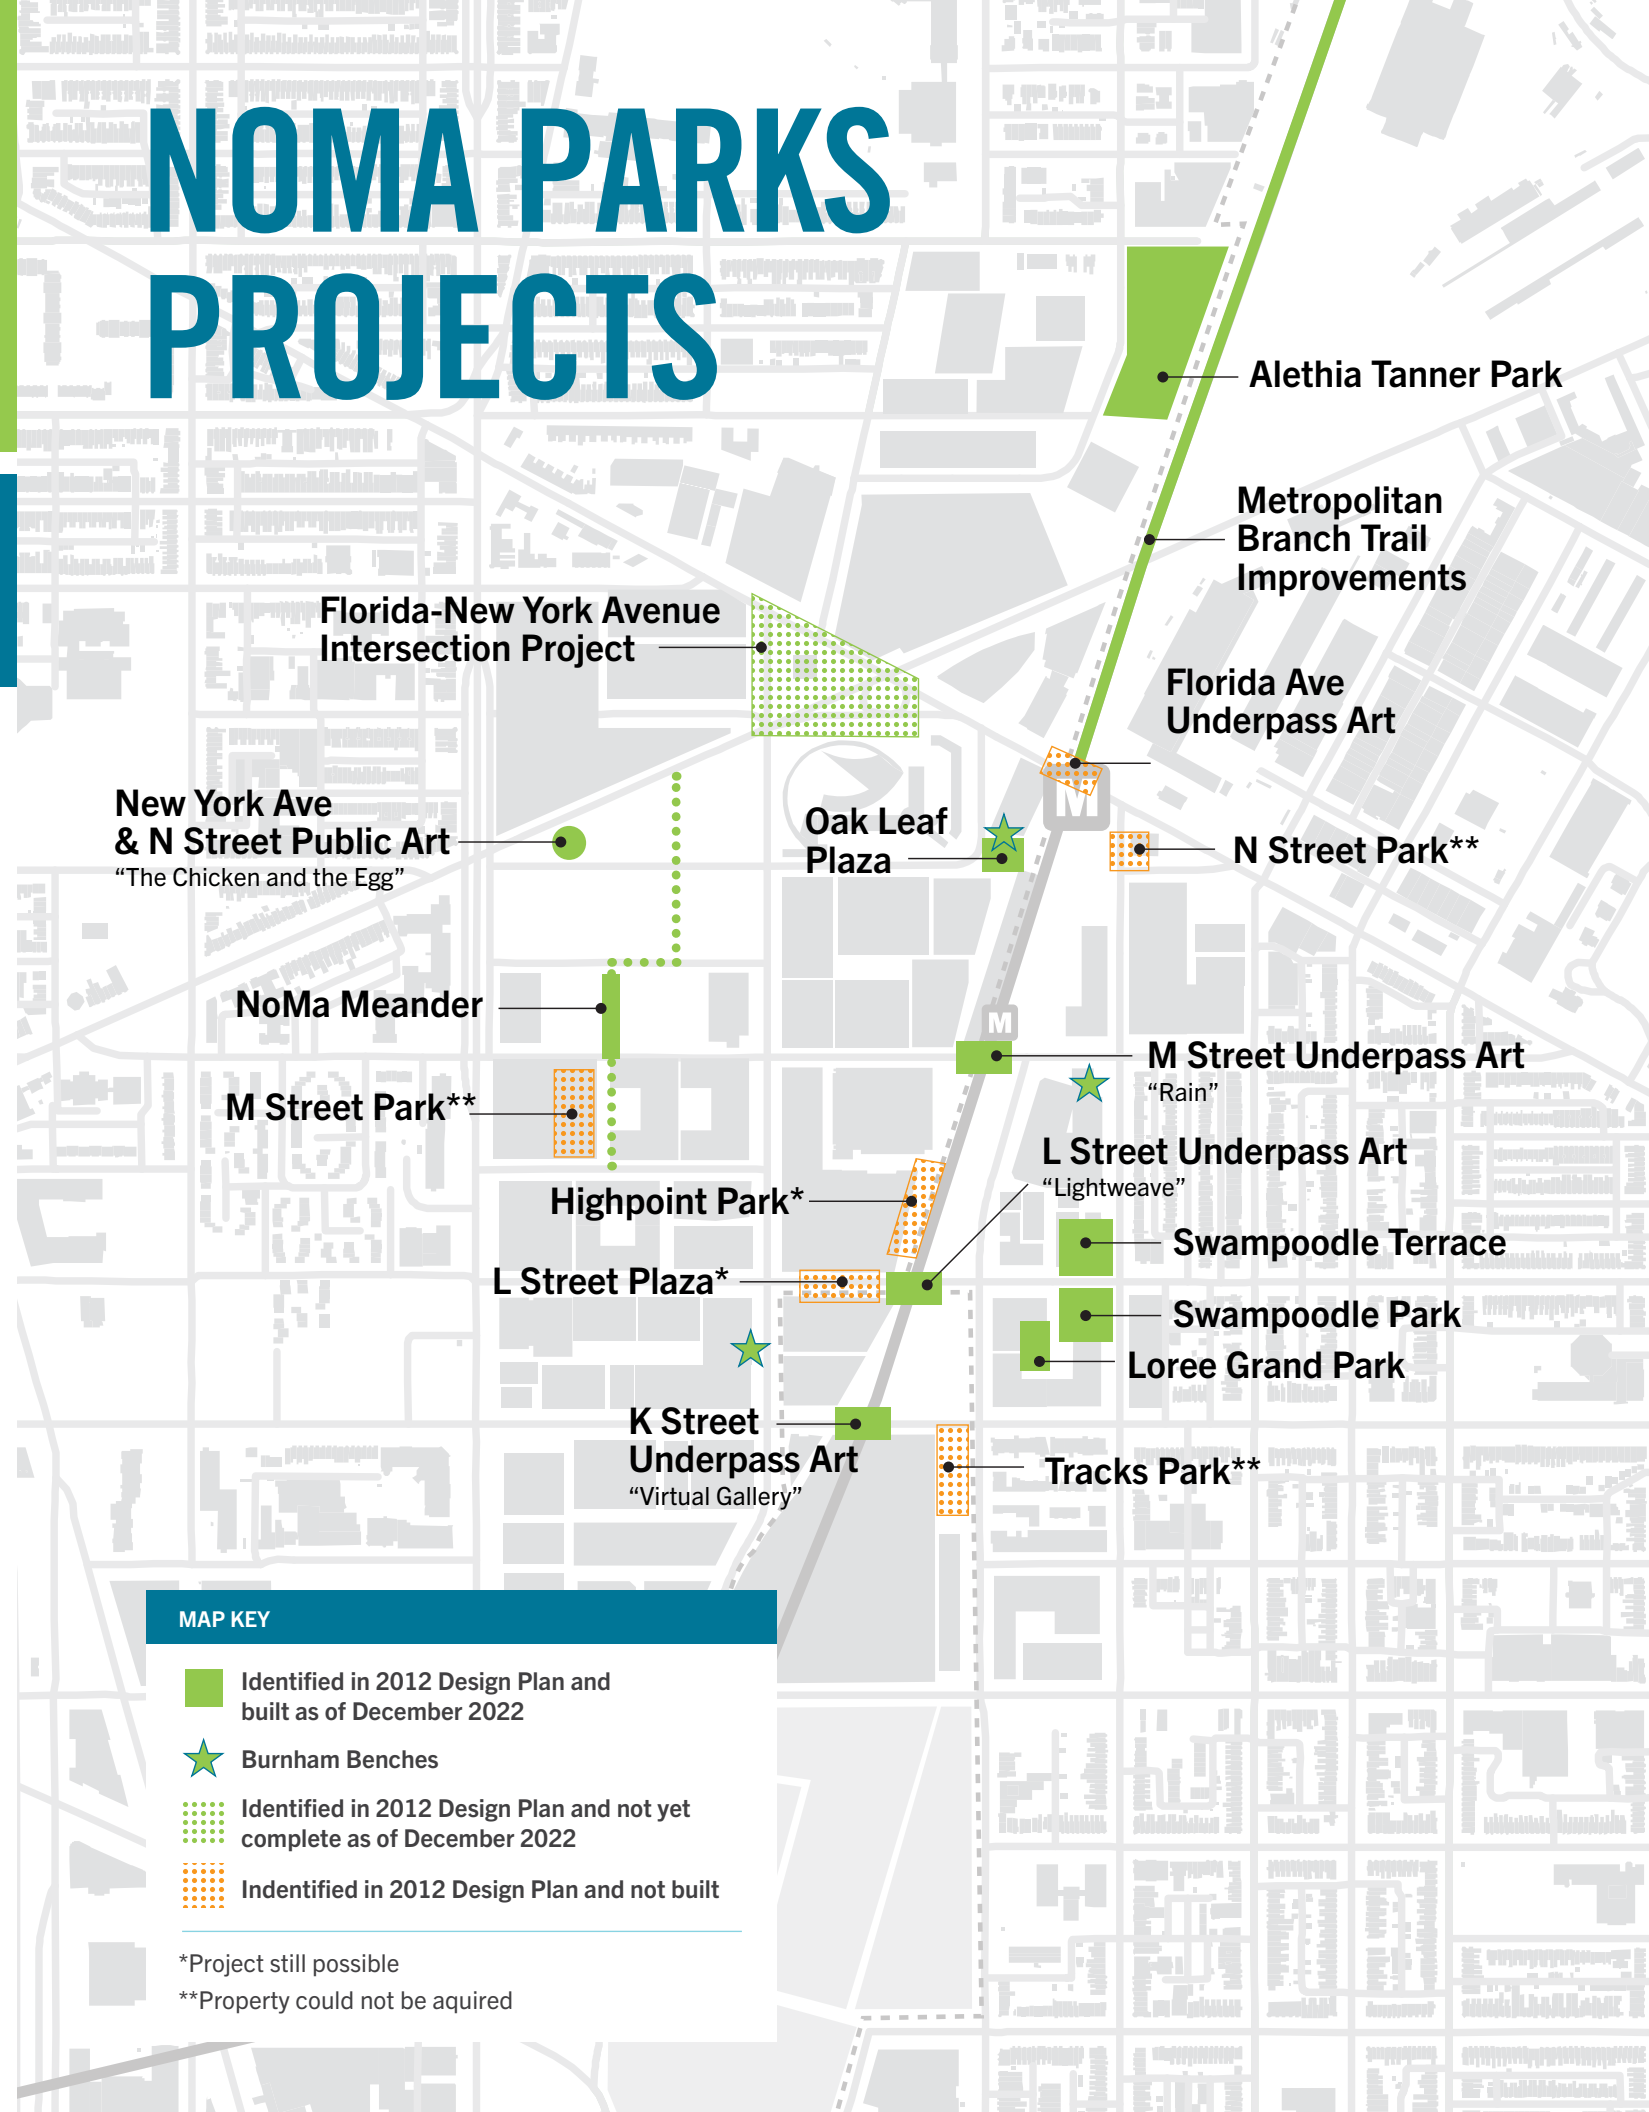 NOMA PARKS
PROJECTS
Alethia Tanner Park
Metropolitan
Branch Trail
Improvements
Florida-New York Avenue
Intersection Project
Florida Ave
Underpass Art
New York Ave
& N Street Public Art
“The Chicken and the Egg”
Oak Leaf
Plaza
M
N Street Park**
NoMa Meander
M
M Street Underpass Art
“Rain”
M Street Park**
L Street Underpass Art
“Lightweave”
Highpoint Park*
Swampoodle Terrace
L Street Plaza*
Swampoodle Park
Loree Grand Park
K Street
Underpass Art
“Virtual Gallery”
Tracks Park**
MAP KEY
Identified in 2012 Design Plan and
built as of December 2022
Burnham Benches
Identified in 2012 Design Plan and not yet
complete as of December 2022
Indentified in 2012 Design Plan and not built
*Project still possible
**Property could not be aquired